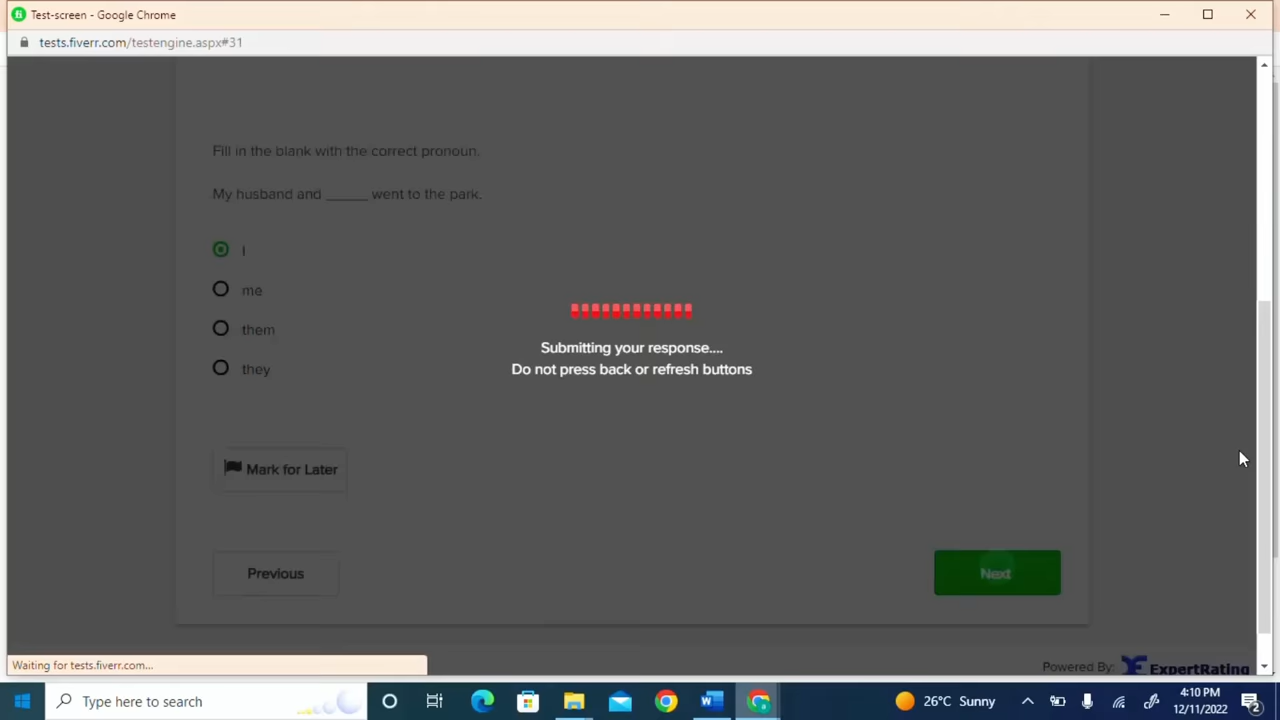 Test-screen - Google Chrome
tests.fiverr.com/testengine.aspx#31
Fill in the blank with the correct pronoun.
My husband and _____ went to the park.
I
me
them
they
Submitting your response....
Do not press back or refresh buttons
Mark for Later
Previous
Next
Powered By: ExpertRating
Waiting for tests.fiverr.com...
Type here to search
26°C Sunny
4:10 PM
12/11/2022
2